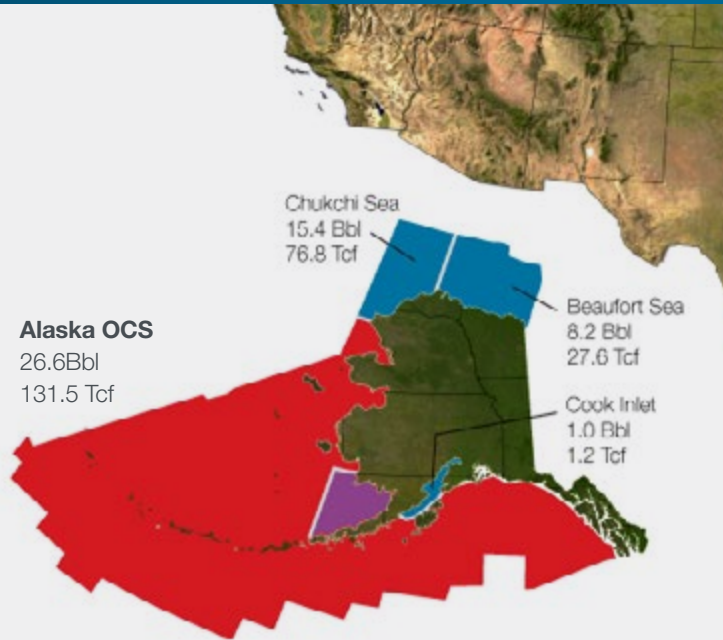 Chukchi Sea
15.4 Bbl
76.8 Tcf
Alaska OCS
26.6Bbl
131.5 Tcf
Beaufort Sea
8.2 Bbl
27.6 Tcf
Cook Inlet
1.0 Bbl
1.2 Tcf